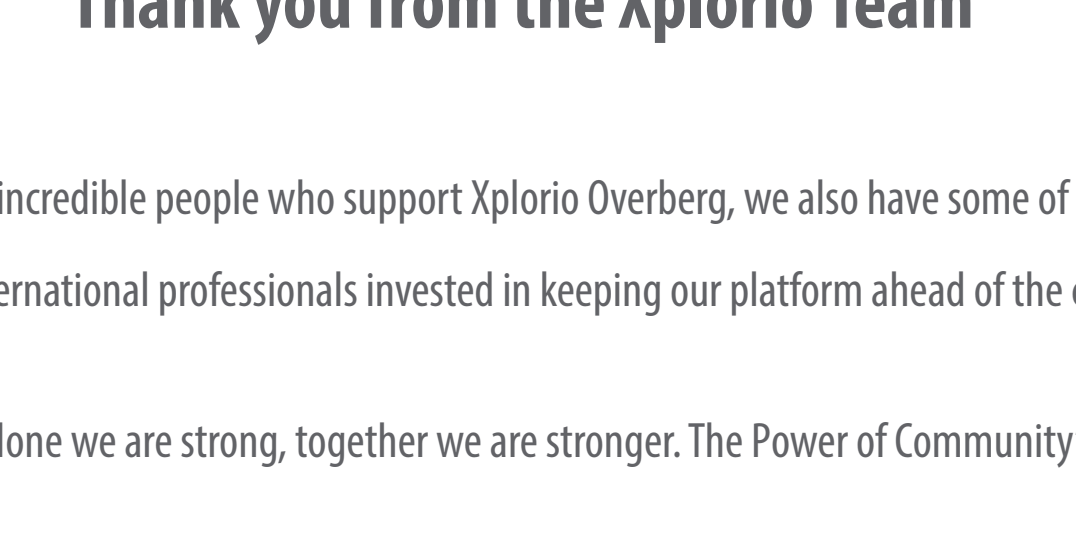 Thank you from the Xplorio Team
incredible people who support Xplorio Overberg, we also have some of
ernational professionals invested in keeping our platform ahead of the
lone we are strong, together we are stronger. The Power of Community